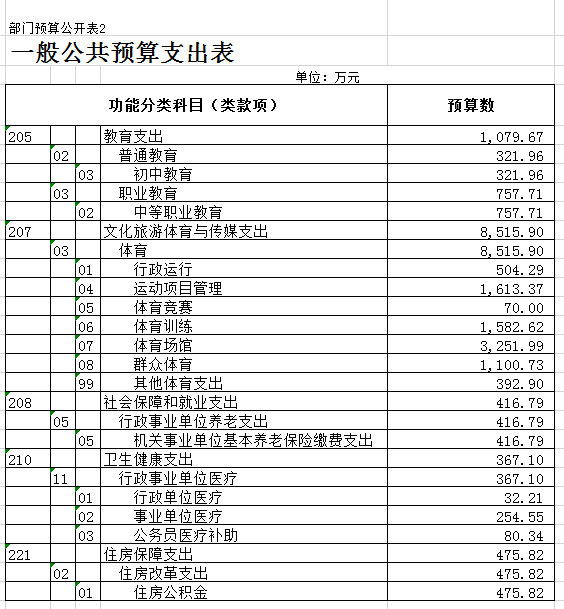 部门预算公开表2
一般公共预算支出表
单位：万元
功能分类科目（类款项） 预算数
205 教育支出 1,079.67
02 普通教育 321.96
03 初中教育 321.96
03 职业教育 757.71
02 中等职业教育 757.71
207 文化旅游体育与传媒支出 8,515.90
03 体育 8,515.90
01 行政运行 504.29
04 运动项目管理 1,613.37
05 体育竞赛 70.00
06 体育训练 1,582.62
07 体育场馆 3,251.99
08 群众体育 1,100.73
99 其他体育支出 392.90
208 社会保障和就业支出 416.79
05 行政事业单位养老支出 416.79
05 机关事业单位基本养老保险缴费支出 416.79
210 卫生健康支出 367.10
11 行政事业单位医疗 367.10
01 行政单位医疗 32.21
02 事业单位医疗 254.55
03 公务员医疗补助 80.34
221 住房保障支出 475.82
02 住房改革支出 475.82
01 住房公积金 475.82